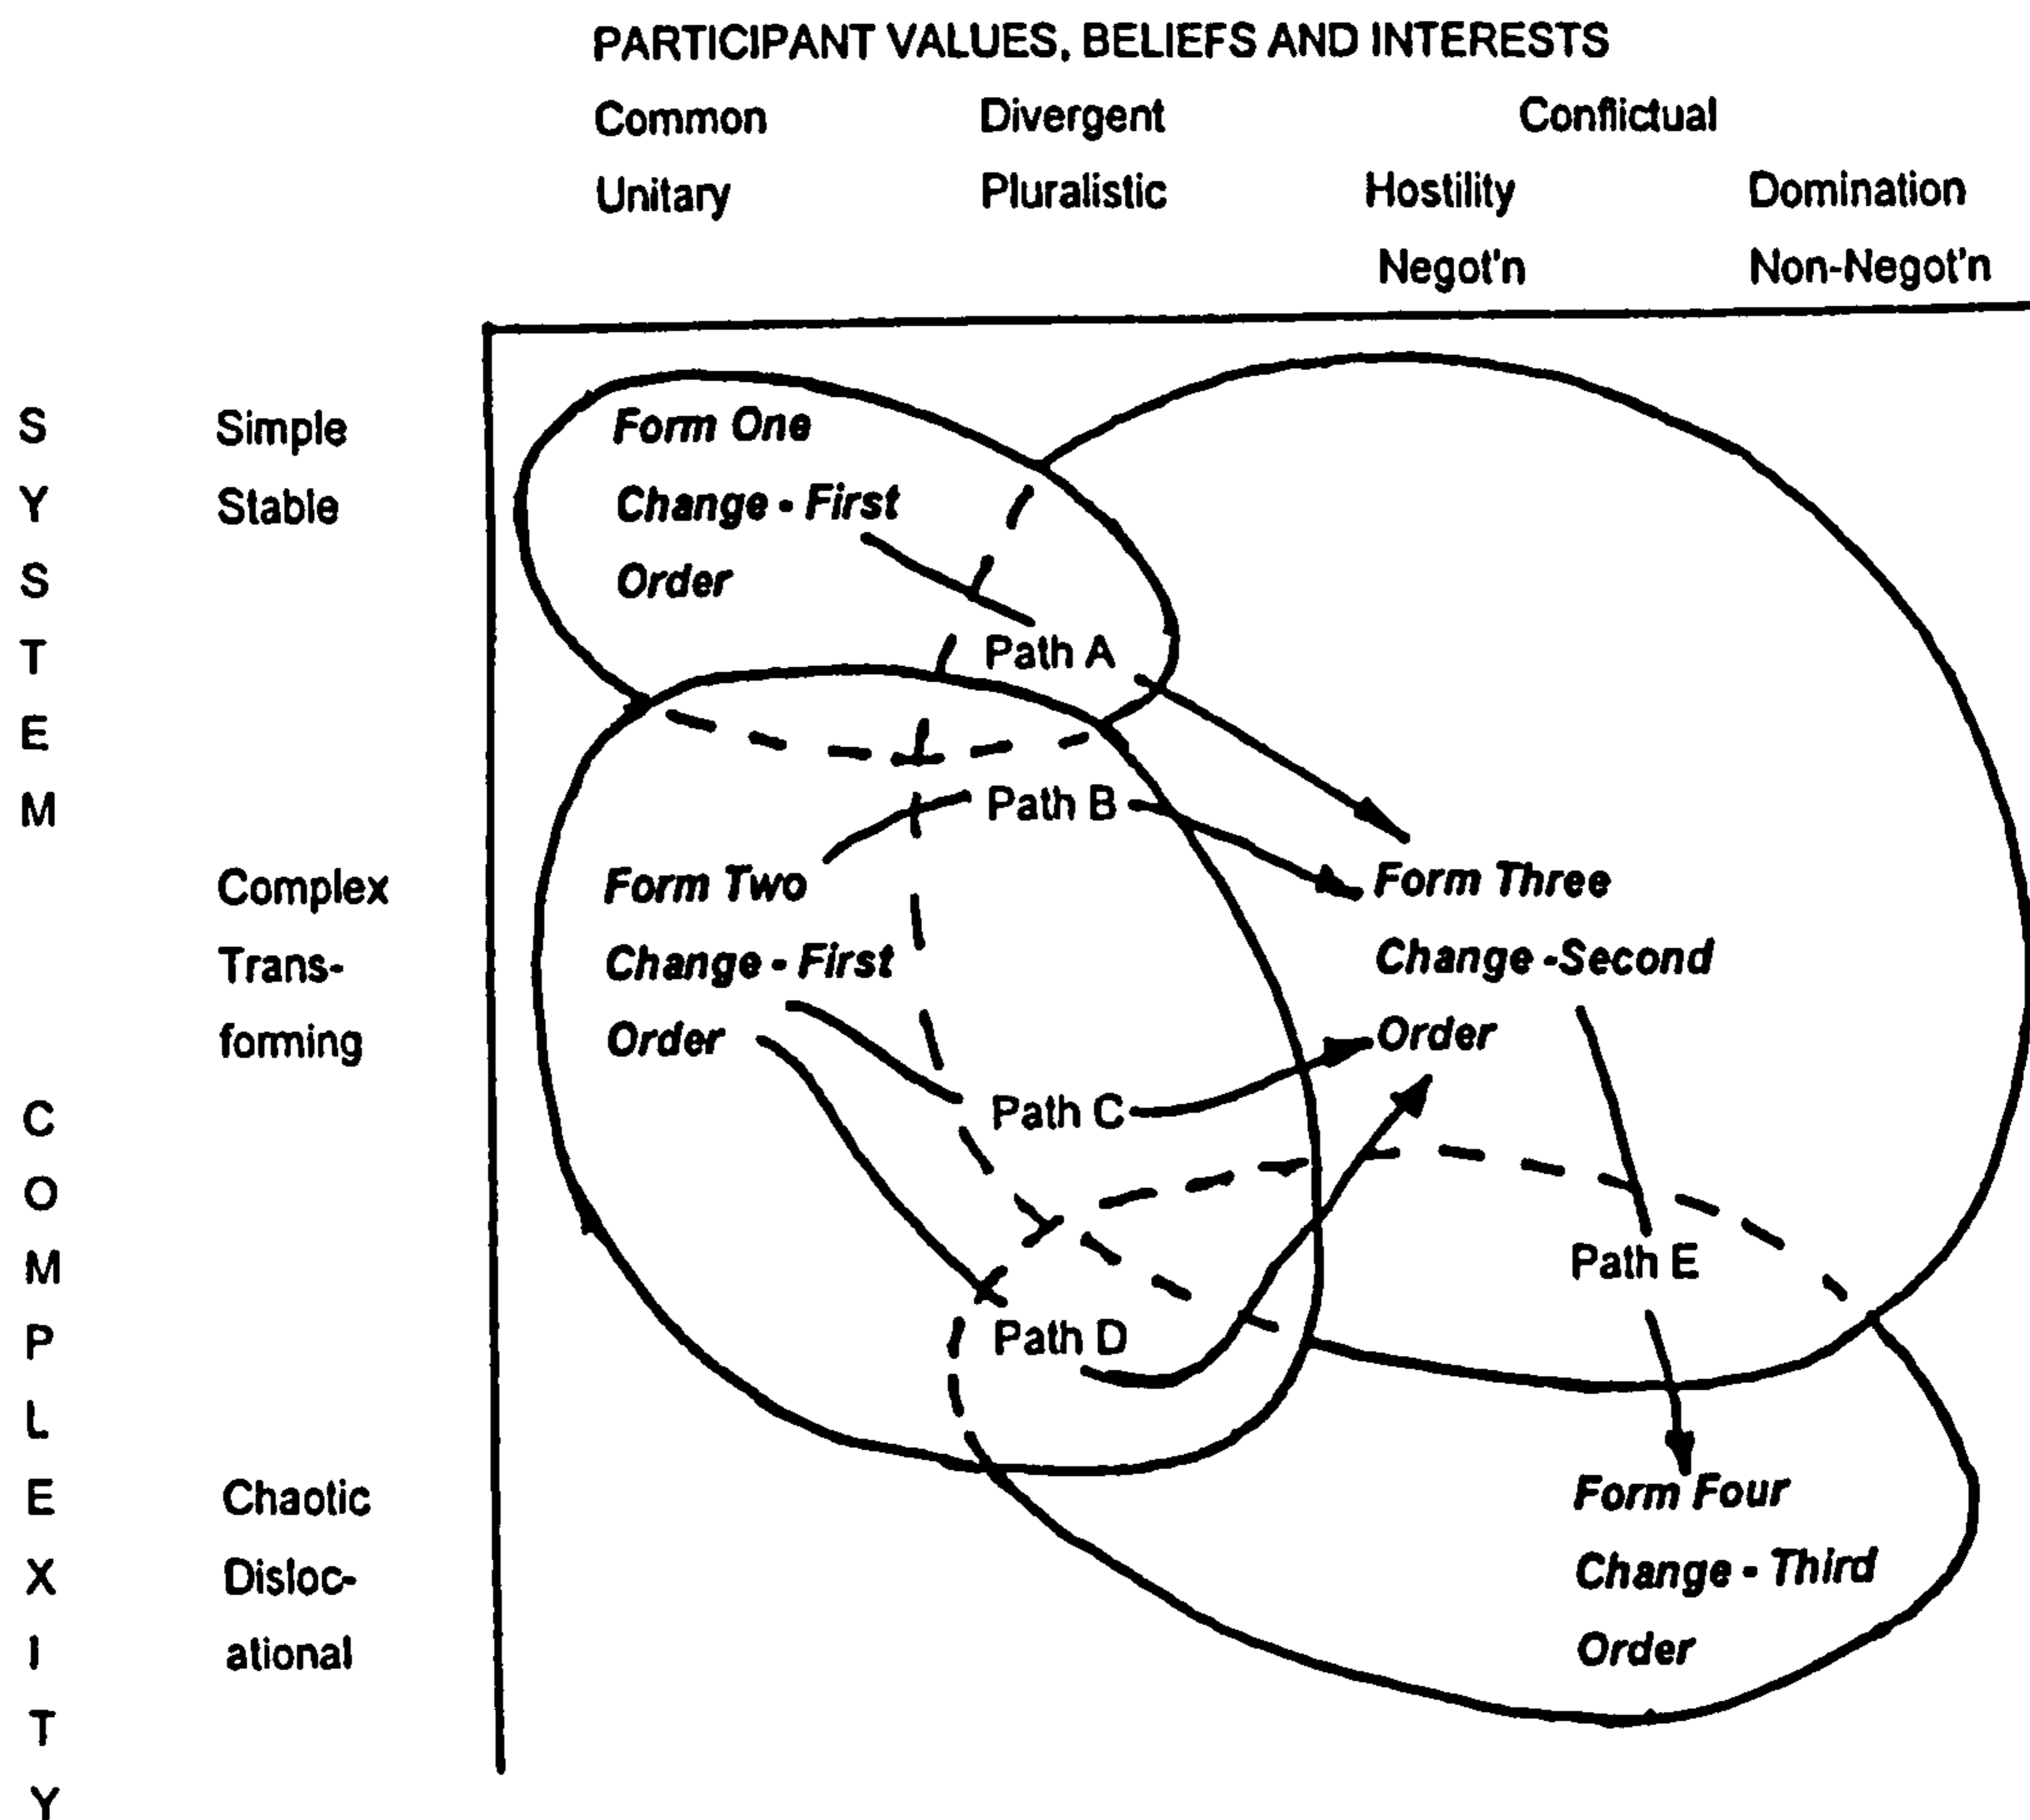 PARTICIPANT VALUES, BELIEFS AND INTERESTS
Common Divergent Conflictual
Unitary Pluralistic Hostility Domination
Negot'n Non-Negot'n
SYSTEM COMPLEXITY
Simple
Stable
Complex
Trans-
forming
Chaotic
Disloc-
ational
Form One
Change - First
Order
Path A
Path B
Form Two
Change - First
Order
Form Three
Change -Second
Order
Path C
Path D
Path E
Form Four
Change - Third
Order